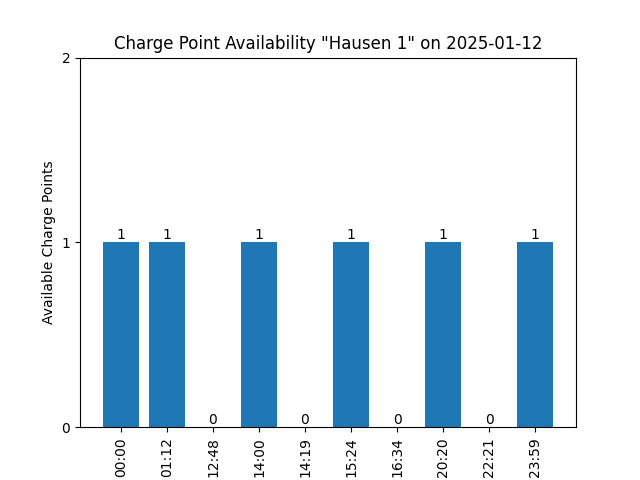 Charge Point Availability "Hausen 1" on 2025-01-12
Available Charge Points
2
1
0
1 1 0 1 0 1 0 1 0 1
00:00 01:12 12:48 14:00 14:19 15:24 16:34 20:20 22:21 23:59